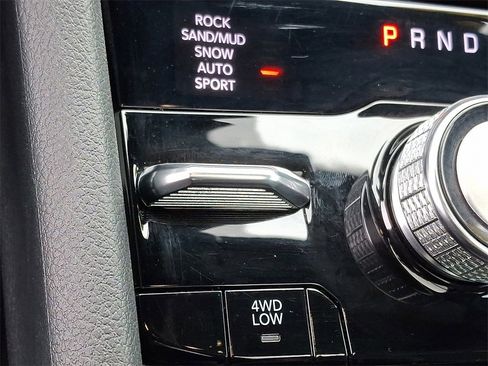 ROCK
SAND/MUD
SNOW
AUTO
SPORT
P R N D
4WD
LOW